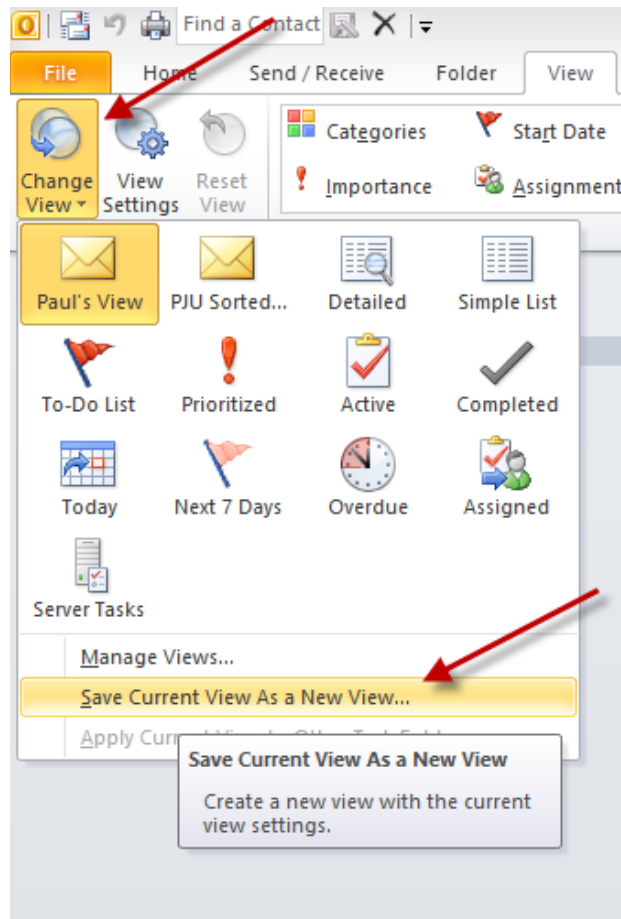 Find a Contact
File Home Send / Receive Folder View
Categories Start Date
Change View Reset
View Settings View
Importance Assignment
Paul's View PJU Sorted... Detailed Simple List
To-Do List Prioritized Active Completed
Today Next 7 Days Overdue Assigned
Server Tasks
Manage Views...
Save Current View As a New View...
Apply
Save Current View As a New View
Create a new view with the current
view settings.